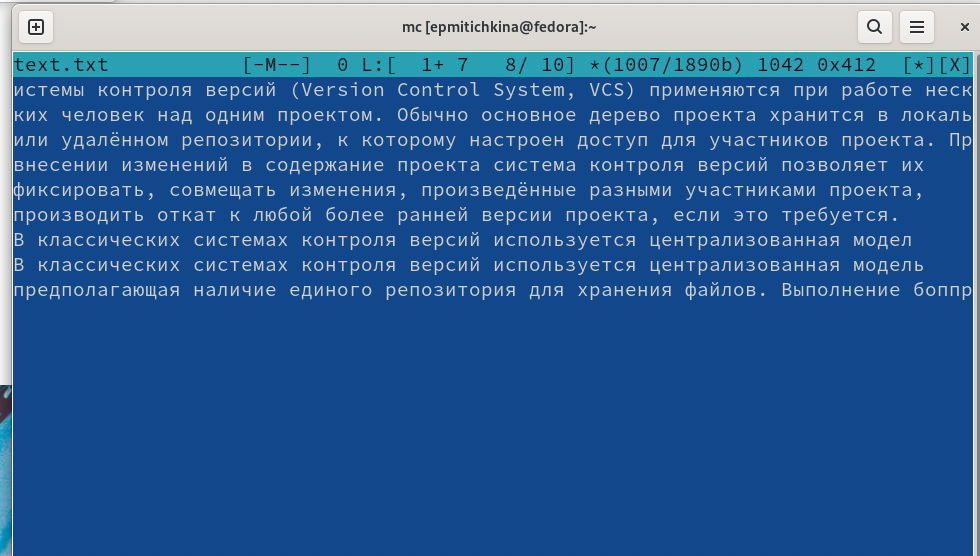 mc [epmitichkina@fedora]:~
text.txt [-M--] 0 L:[ 1+ 7 8/ 10] *(1007/1890b) 1042 0x412 [*][X]
истемы контроля версий (Version Control System, VCS) применяются при работе неск
ких человек над одним проектом. Обычно основное дерево проекта хранится в локаль
или удалённом репозитории, к которому настроен доступ для участников проекта. Пр
внесении изменений в содержание проекта система контроля версий позволяет их
фиксировать, совмещать изменения, произведённые разными участниками проекта,
производить откат к любой более ранней версии проекта, если это требуется.
В классических системах контроля версий используется централизованная модел
В классических системах контроля версий используется централизованная модель
предполагающая наличие единого репозитория для хранения файлов. Выполнение боппр